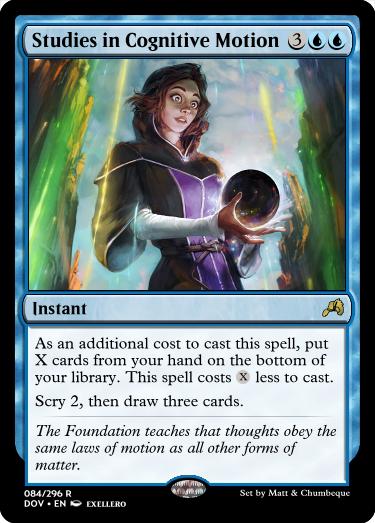 Studies in Cognitive Motion 3
Instant
As an additional cost to cast this spell, put
X cards from your hand on the bottom of
your library. This spell costs X less to cast.
Scry 2, then draw three cards.
The Foundation teaches that thoughts obey the
same laws of motion as all other forms of
matter.
084/296 R
DOV • EN EXELLERO
Set by Matt & Chumbeque